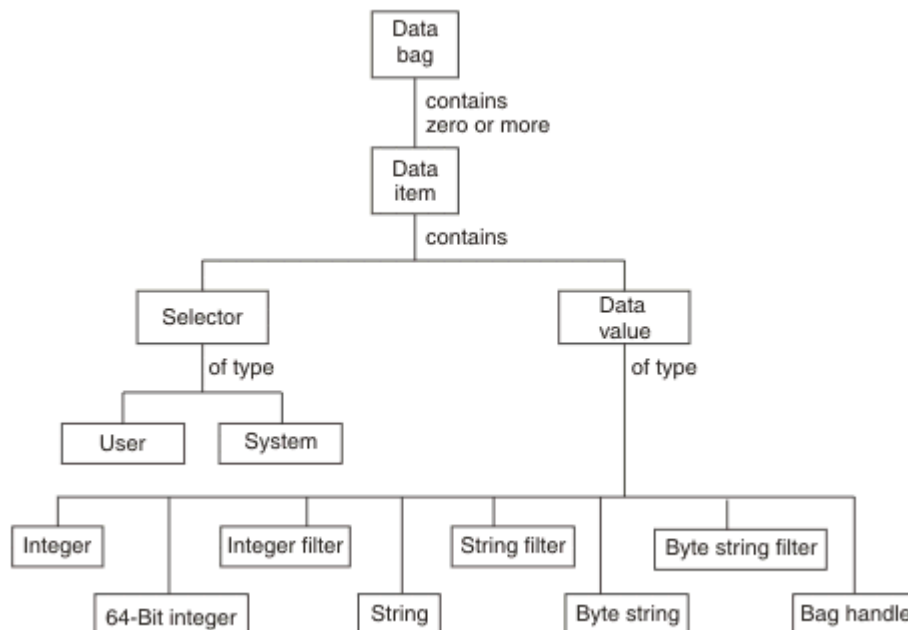 Data
bag
contains
zero or more
Data
item
contains
Selector
Data
value
of type
of type
User
System
Integer
Integer filter
String filter
Byte string filter
64-Bit integer
String
Byte string
Bag handle